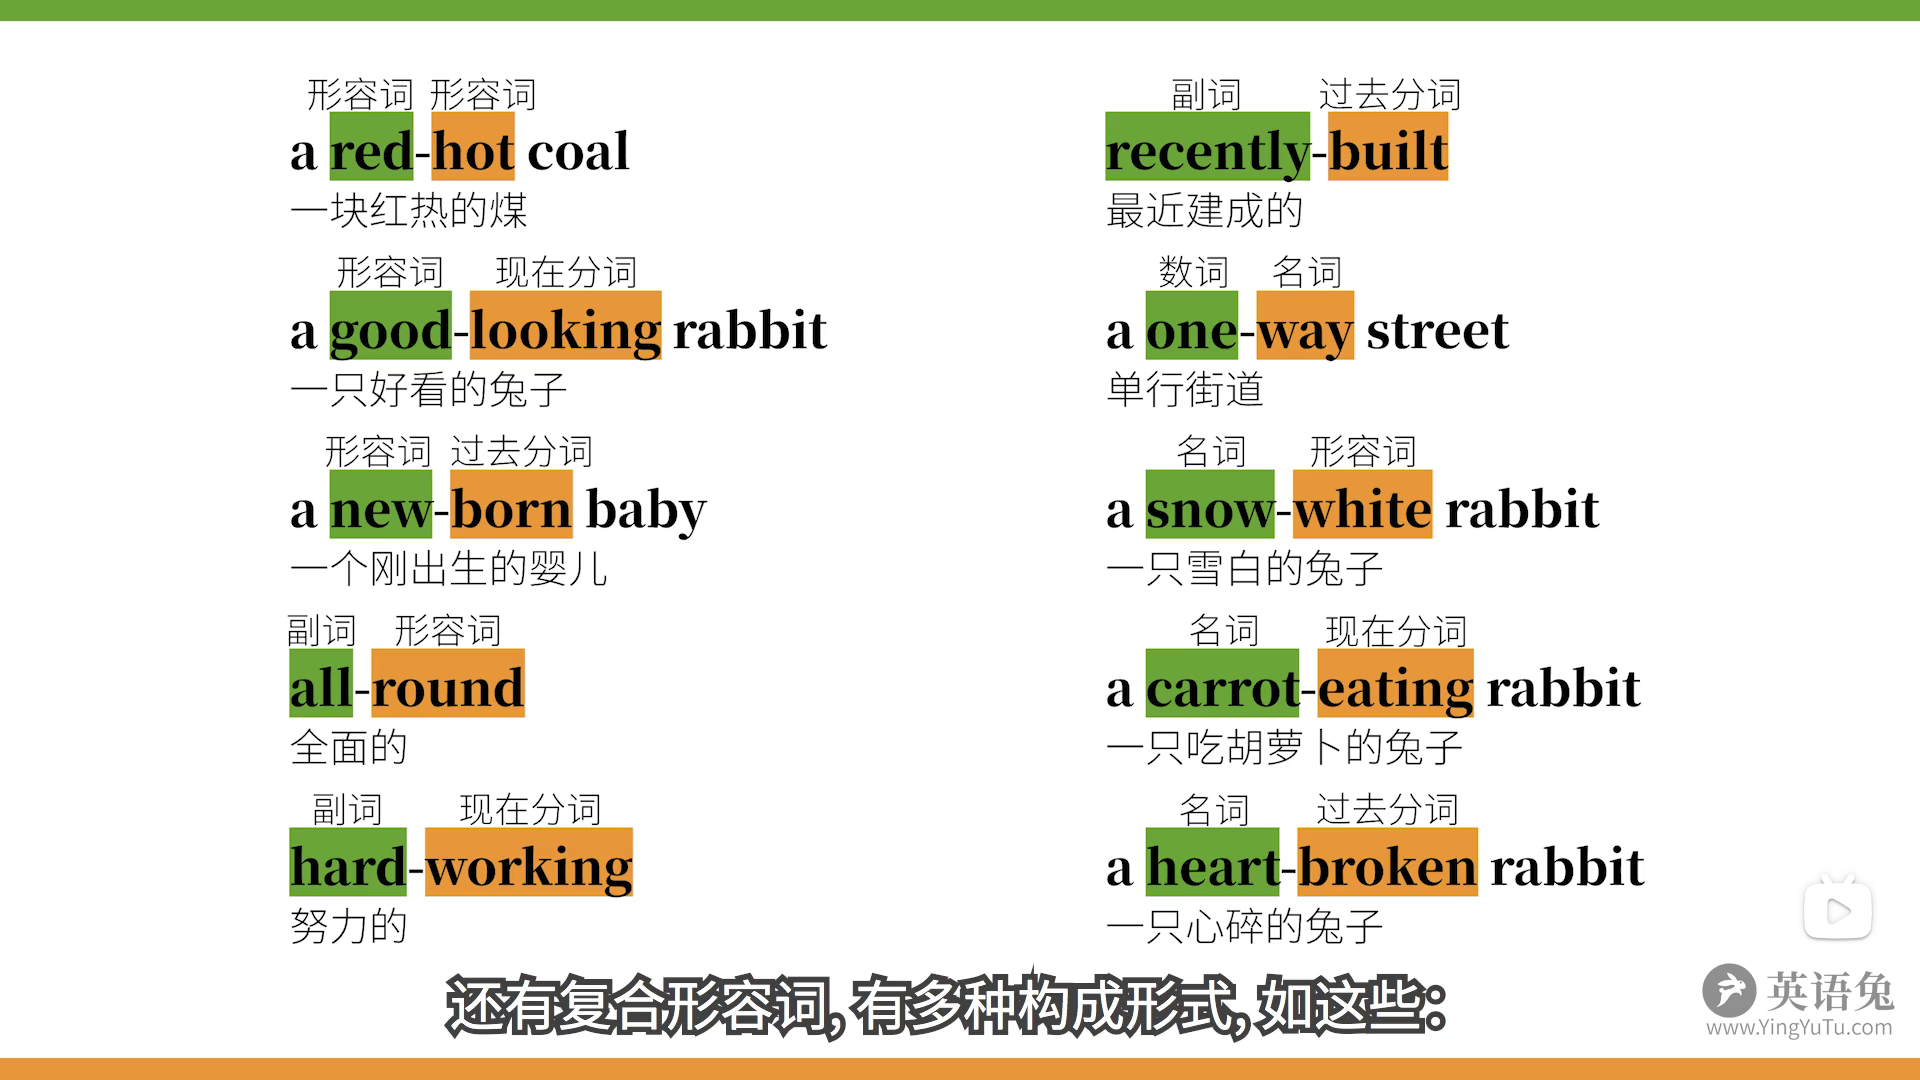 形容词 形容词
a red-hot coal
一块红热的煤
形容词 现在分词
a good-looking rabbit
一只好看的兔子
形容词 过去分词
a new-born baby
一个刚出生的婴儿
副词 形容词
all-round
全面的
副词 现在分词
hard-working
努力的
副词 过去分词
recently-built
最近建成的
数词 名词
a one-way street
单行街道
名词 形容词
a snow-white rabbit
一只雪白的兔子
名词 现在分词
a carrot-eating rabbit
一只吃胡萝卜的兔子
名词 过去分词
a heart-broken rabbit
一只心碎的兔子
还有复合形容词, 有多种构成形式, 如这些:
英语兔
www.YingYuTu.com